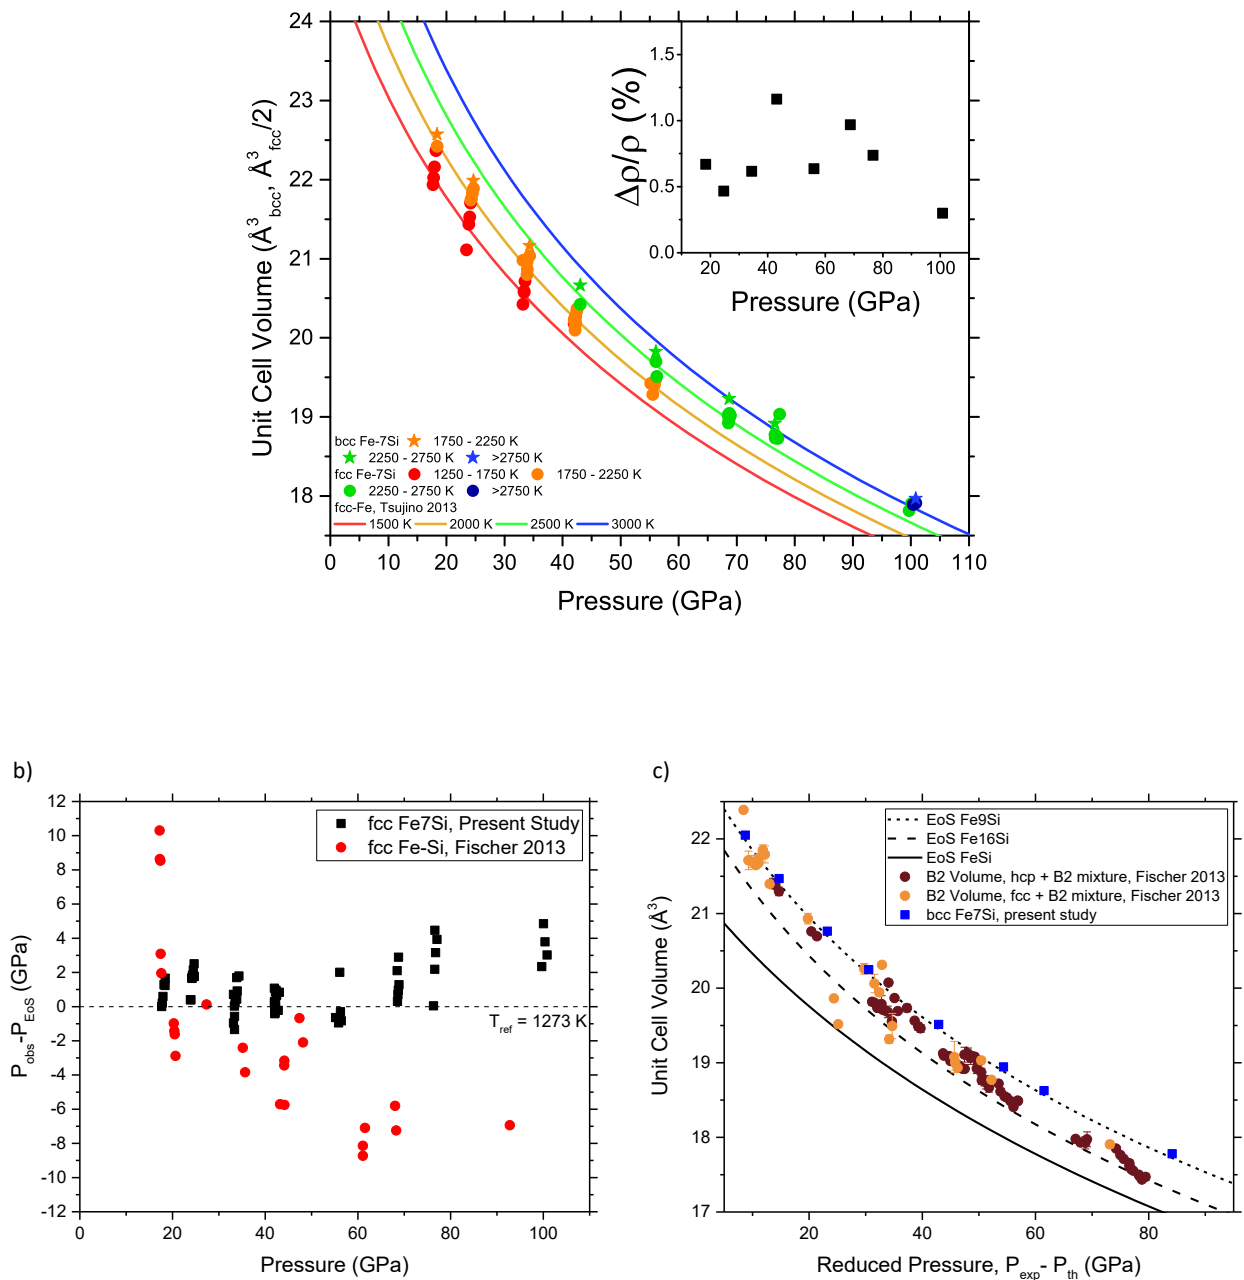 24
23
22
21
20
19
18
Unit Cell Volume (Å³bcc, Å³fcc/2)
0 10 20 30 40 50 60 70 80 90 100 110
Pressure (GPa)
bcc Fe-7Si 1750 - 2250 K
2250 - 2750 K >2750 K
fcc Fe-7Si 1250 - 1750 K 1750 - 2250 K
2250 - 2750 K >2750 K
fcc-Fe, Tsujino 2013
1500 K 2000 K 2500 K 3000 K
1.5
1.0
0.5
0.0
Δρ/ρ (%)
20 40 60 80 100
Pressure (GPa)
b)
12
10
8
6
4
2
0
-2
-4
-6
-8
-10
-12
Pobs-PEoS (GPa)
fcc Fe7Si, Present Study
fcc Fe-Si, Fischer 2013
Tref = 1273 K
0 20 40 60 80 100
Pressure (GPa)
c)
22
21
20
19
18
17
Unit Cell Volume (Å³)
EoS Fe9Si
EoS Fe16Si
EoS FeSi
B2 Volume, hcp + B2 mixture, Fischer 2013
B2 Volume, fcc + B2 mixture, Fischer 2013
bcc Fe7Si, present study
20 40 60 80
Reduced Pressure, Pexp- Pth (GPa)